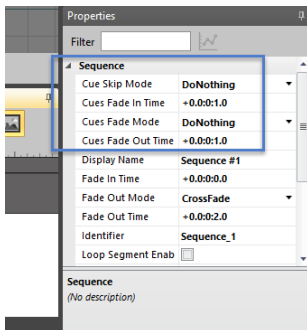 Properties
Filter
Sequence
Cue Skip Mode DoNothing
Cues Fade In Time +0.0:0:1.0
Cues Fade Mode DoNothing
Cues Fade Out Time +0.0:0:1.0
Display Name Sequence #1
Fade In Time +0.0:0:0.0
Fade Out Mode CrossFade
Fade Out Time +0.0:0:2.0
Identifier Sequence_1
Loop Segment Enab
Sequence
(No description)